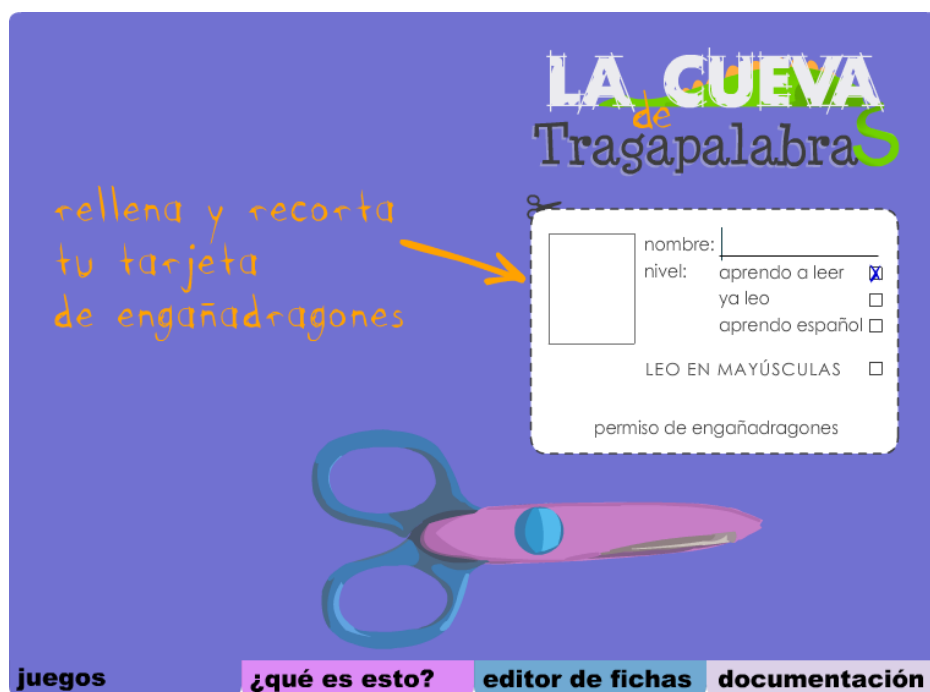 LA CUEVA
de
TragapalabraS
rellena y recorta
tu tarjeta
de engañadragones
nombre:
nivel: aprendo a leer X
ya leo
aprendo español
LEO EN MAYÚSCULAS
permiso de engañadragones
juegos ¿qué es esto? editor de fichas documentación